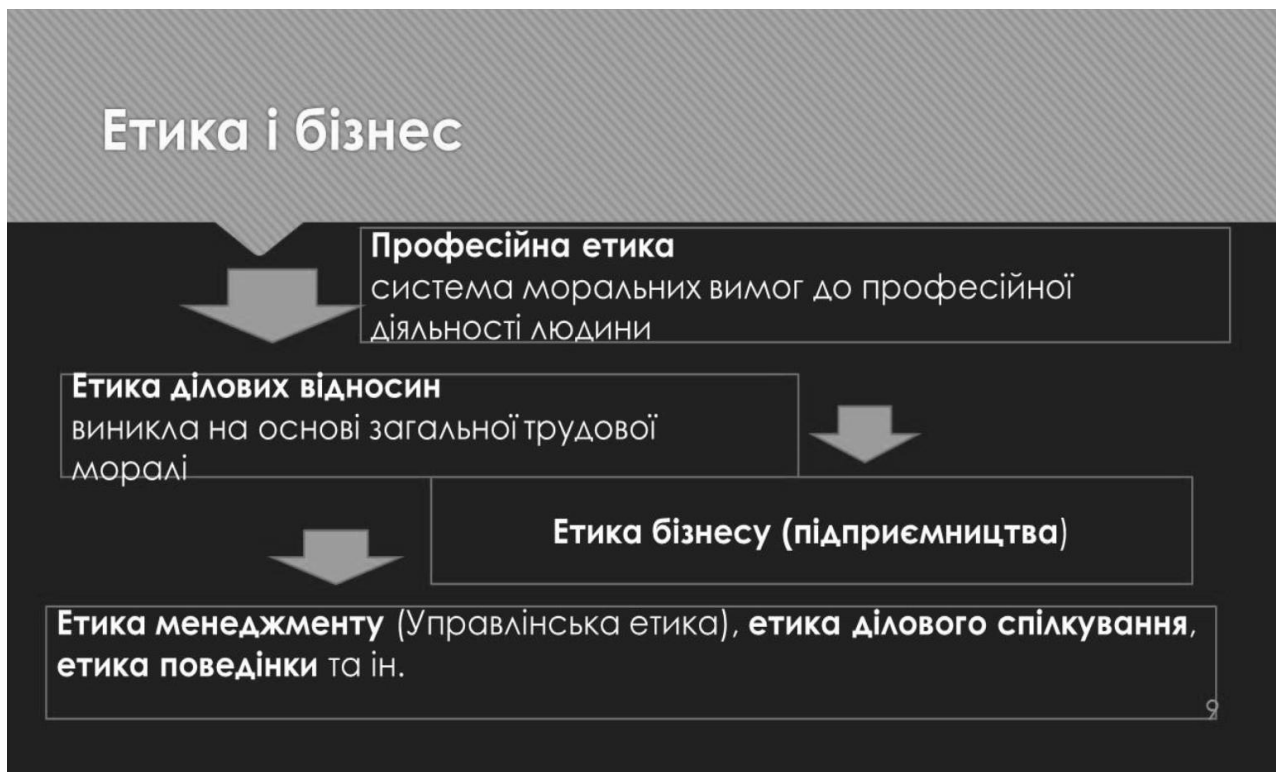 Етика і бізнес
Професійна етика
система моральних вимог до професійної
діяльності людини
Етика ділових відносин
виникла на основі загальної трудової
моралі
Етика бізнесу (підприємництва)
Етика менеджменту (Управлінська етика), етика ділового спілкування,
етика поведінки та ін.
9